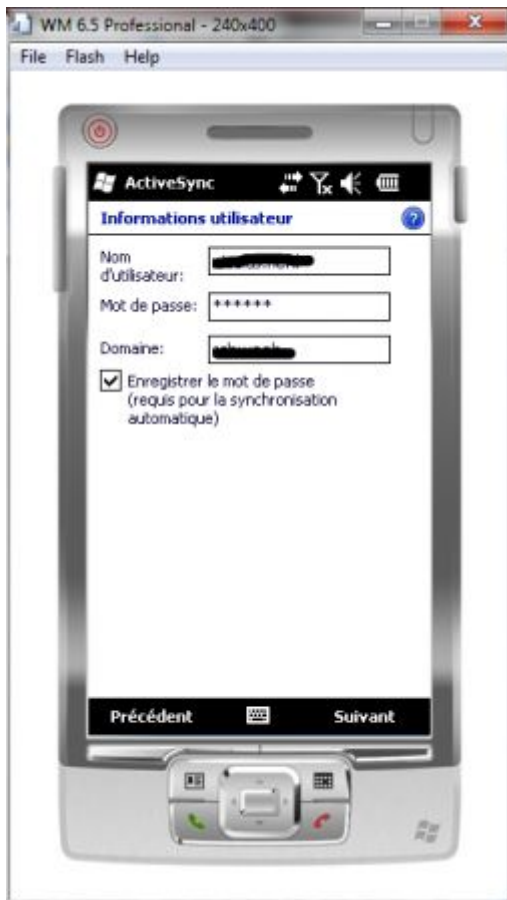 WM 6.5 Professional - 240x400
File Flash Help
ActiveSync
Informations utilisateur
?
Nom
d'utilisateur:
Mot de passe: ******
Domaine:
Enregistrer le mot de passe
(requis pour la synchronisation
automatique)
Précédent Suivant